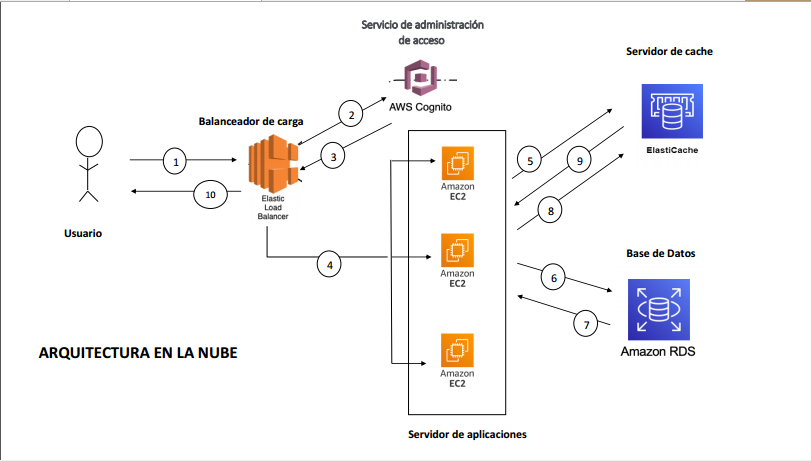 Servicio de administración
de acceso
Servidor de cache
AWS Cognito
Balanceador de carga
2
1
3
5
9
ElastiCache
10
8
Elastic
Load
Balancer
Amazon
EC2
Usuario
4
Amazon
EC2
Base de Datos
6
7
Amazon RDS
ARQUITECTURA EN LA NUBE
Amazon
EC2
Servidor de aplicaciones